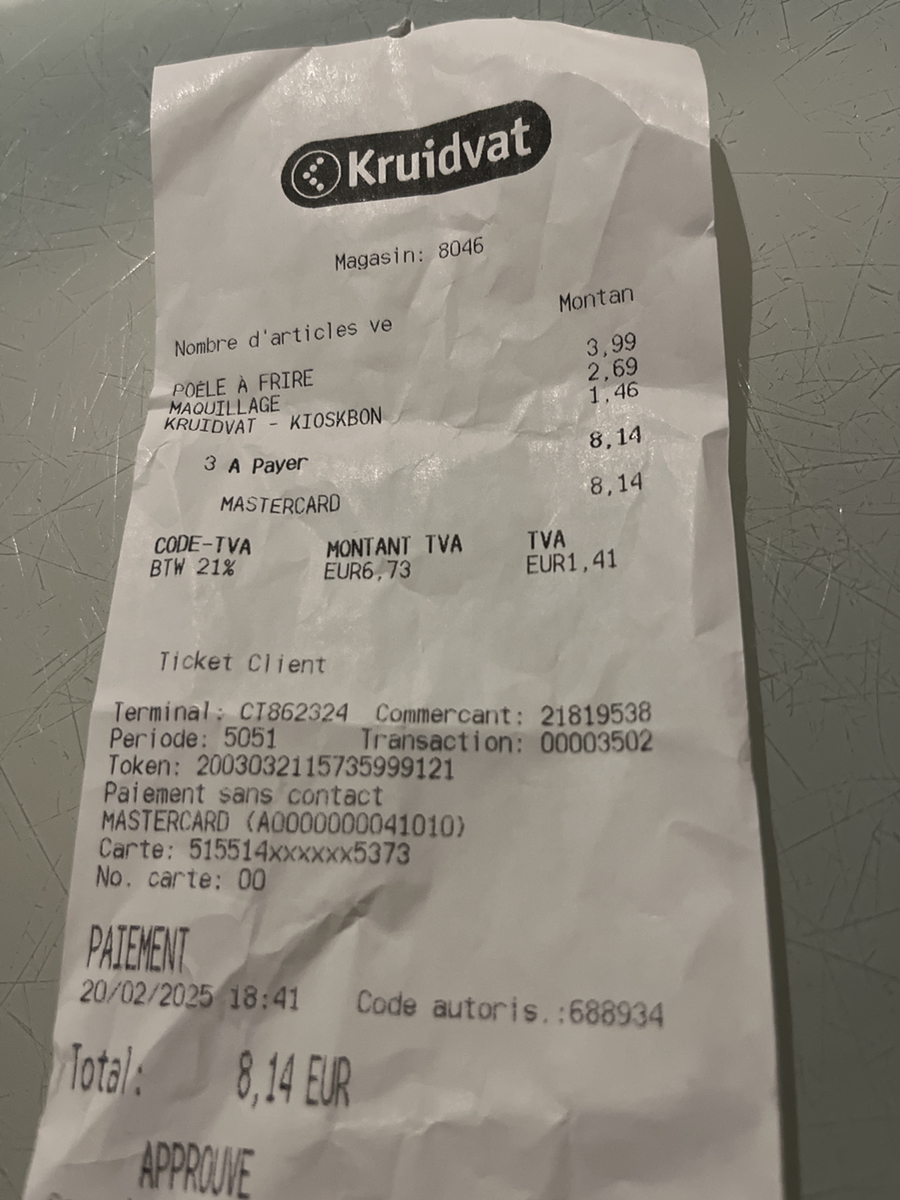 Kruidvat
Magasin: 8046
Montan
Nombre d'articles ve
POÊLE À FRIRE 3,99
MAQUILLAGE 2,69
KRUIDVAT - KIOSKBON 1,46
3 A Payer 8,14
MASTERCARD 8,14
CODE-TVA MONTANT TVA TVA
BTW 21% EUR6,73 EUR1,41
Ticket Client
Terminal: CT862324 Commercant: 21819538
Periode: 5051 Transaction: 00003502
Token: 2003032115735999121
Paiement sans contact
MASTERCARD (A0000000041010)
Carte: 515514xxxxxx5373
No. carte: 00
PAIEMENT
20/02/2025 18:41 Code autoris.:688934
Total: 8,14 EUR
APPROUVE